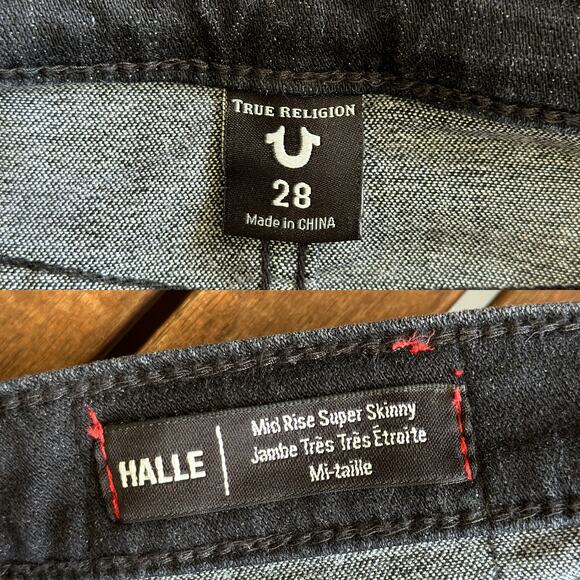 TRUE RELIGION
28
Made in CHINA
HALLE
Mid Rise Super Skinny
Jambe Très Très Étroite
Mi-taille